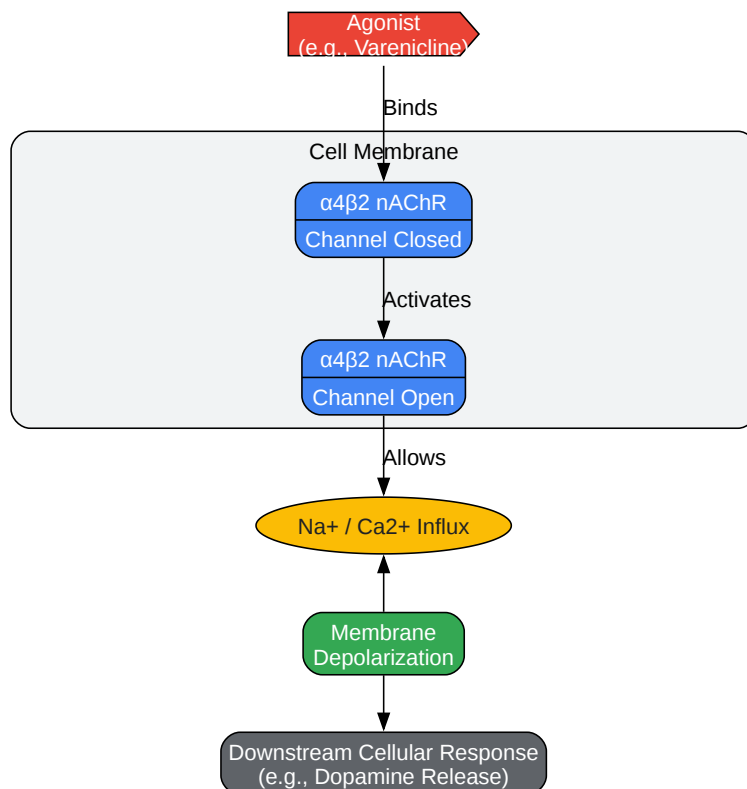 Agonist
(e.g., Varenicline)
Binds
Cell Membrane
α4β2 nAChR
Channel Closed
Activates
α4β2 nAChR
Channel Open
Allows
Na+ / Ca2+ Influx
Membrane
Depolarization
Downstream Cellular Response
(e.g., Dopamine Release)